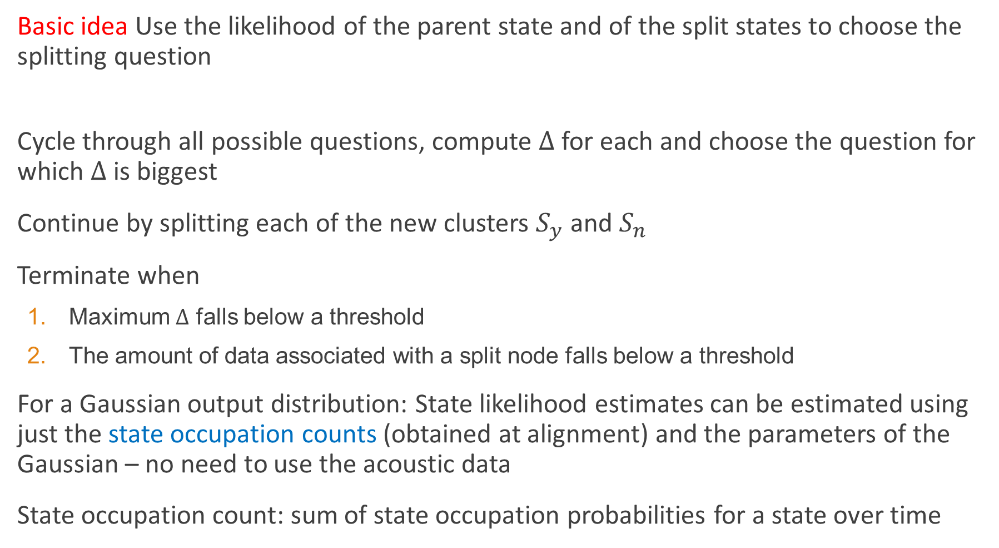 Basic idea Use the likelihood of the parent state and of the split states to choose the
splitting question
Cycle through all possible questions, compute Δ for each and choose the question for
which Δ is biggest
Continue by splitting each of the new clusters S_y and S_n
Terminate when
1. Maximum Δ falls below a threshold
2. The amount of data associated with a split node falls below a threshold
For a Gaussian output distribution: State likelihood estimates can be estimated using
just the state occupation counts (obtained at alignment) and the parameters of the
Gaussian – no need to use the acoustic data
State occupation count: sum of state occupation probabilities for a state over time